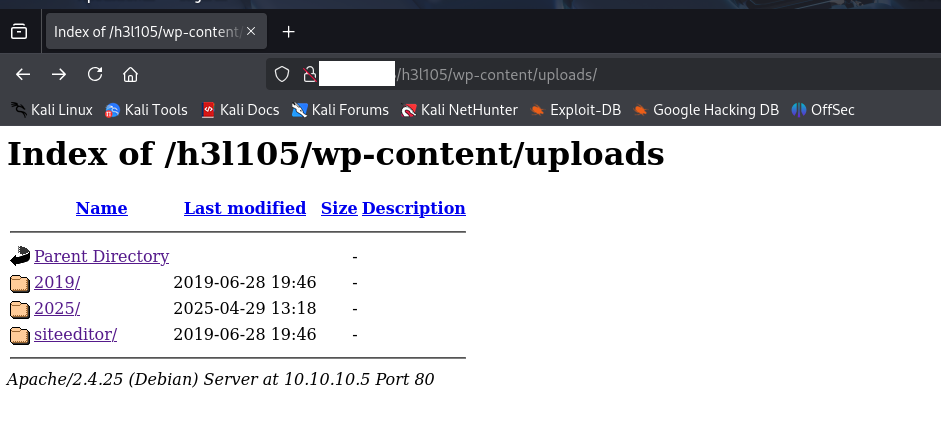 Index of /h3l105/wp-content/
/h3l105/wp-content/uploads/
Kali Linux Kali Tools Kali Docs Kali Forums Kali NetHunter Exploit-DB Google Hacking DB OffSec
Index of /h3l105/wp-content/uploads
Name Last modified Size Description
Parent Directory -
2019/ 2019-06-28 19:46 -
2025/ 2025-04-29 13:18 -
siteeditor/ 2019-06-28 19:46 -
Apache/2.4.25 (Debian) Server at 10.10.10.5 Port 80